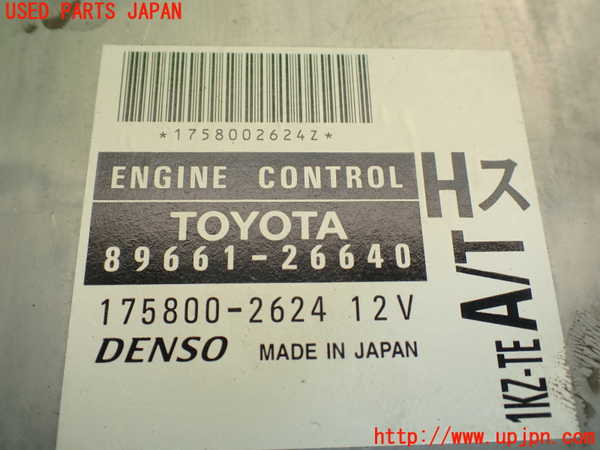 USED PARTS JAPAN
*1758002624Z*
ENGINE CONTROL
TOYOTA
89661-26640
175800-2624 12V
DENSO MADE IN JAPAN
Hス
1KZ-TE A/T
http://www.upjpn.com/